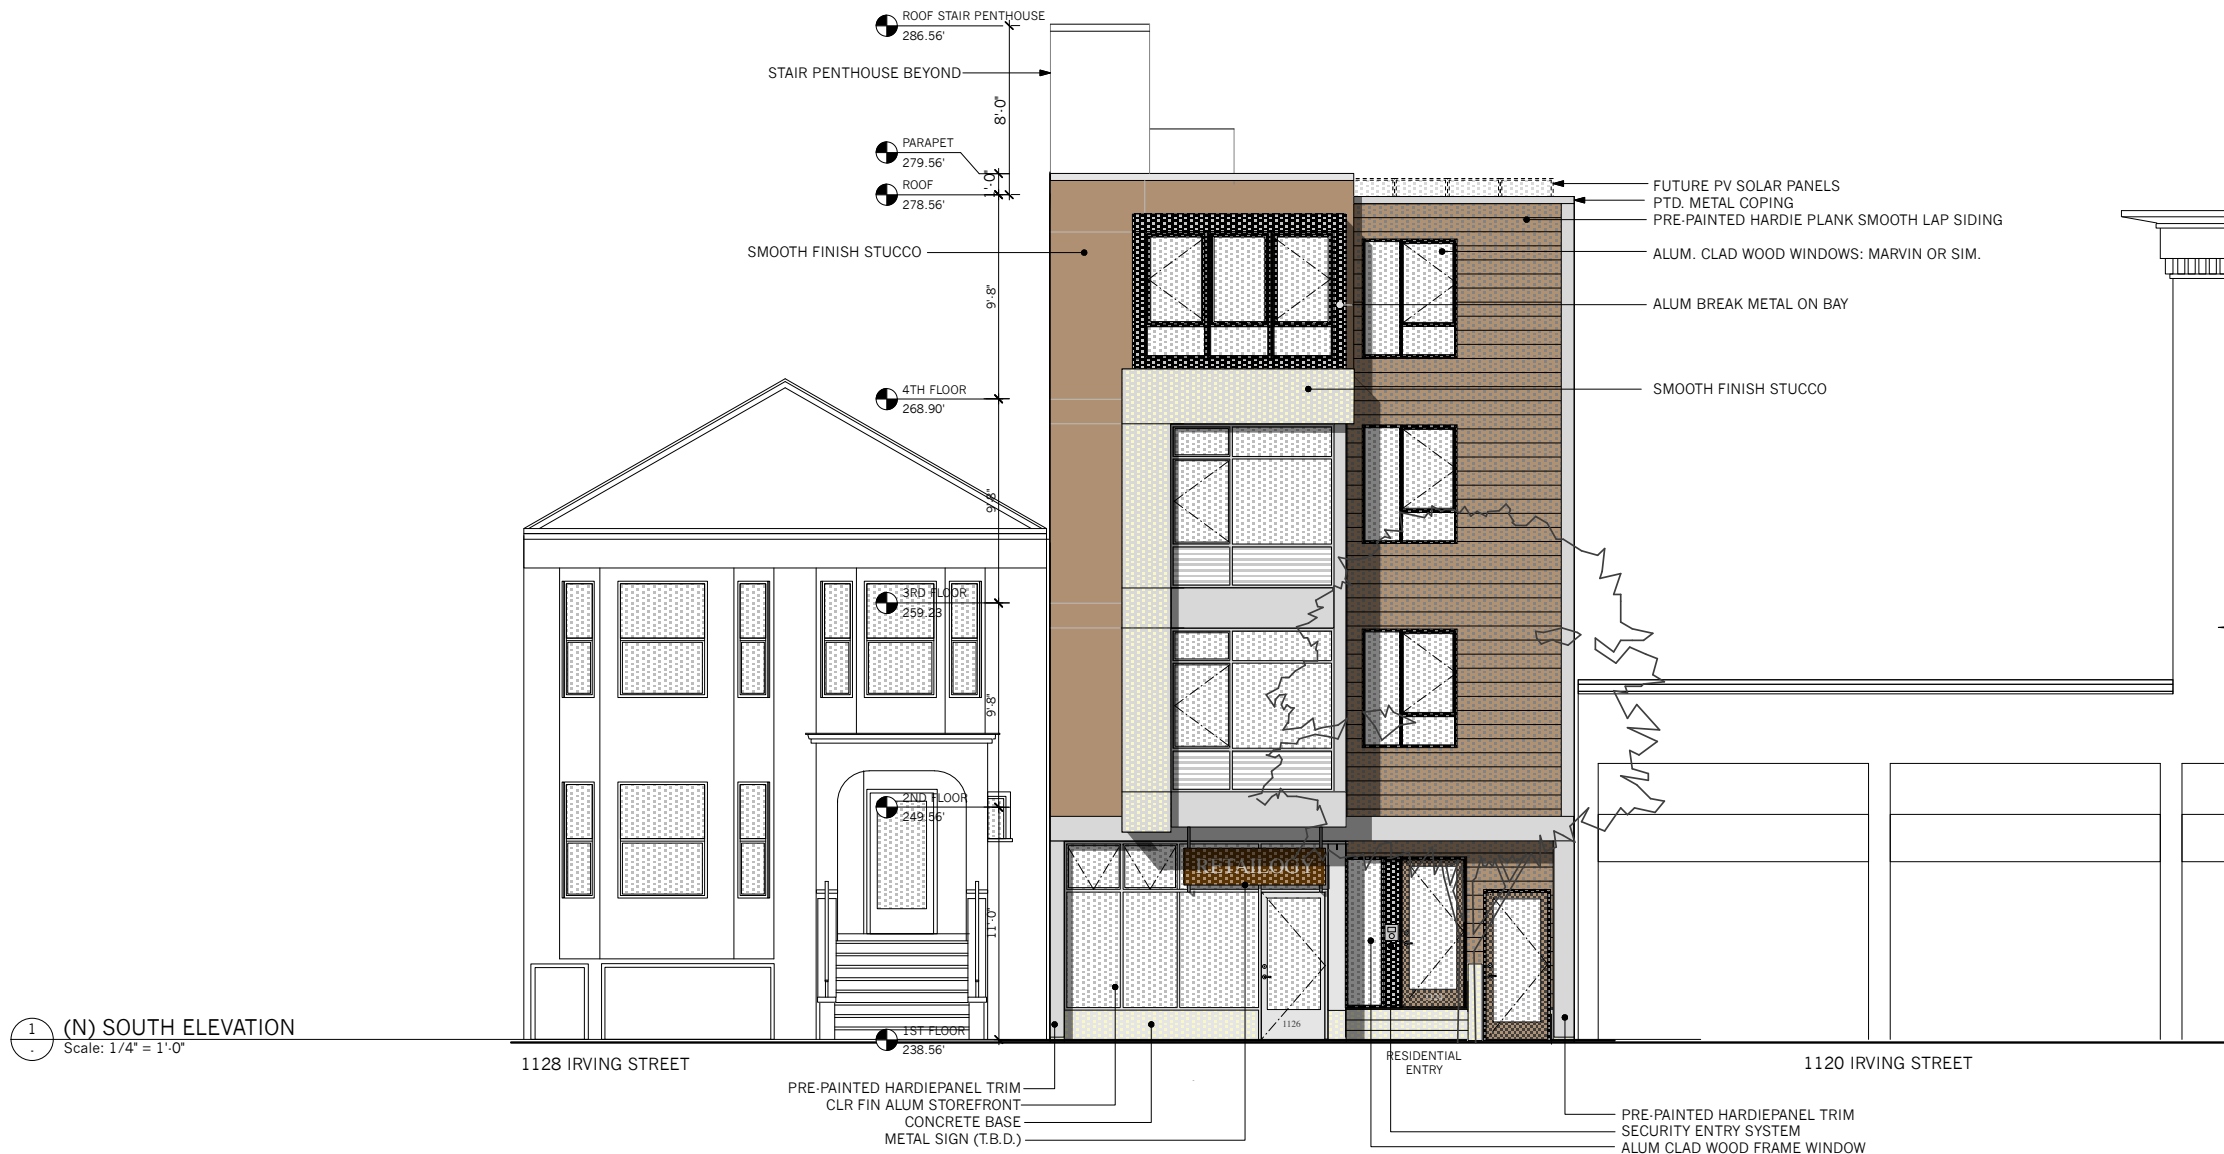 ROOF STAIR PENTHOUSE
286.56'
STAIR PENTHOUSE BEYOND
8'-0"
PARAPET
279.56'
1'-0"
ROOF
278.56'
FUTURE PV SOLAR PANELS
PTD. METAL COPING
PRE-PAINTED HARDIE PLANK SMOOTH LAP SIDING
SMOOTH FINISH STUCCO
ALUM. CLAD WOOD WINDOWS: MARVIN OR SIM.
9'-8"
ALUM BREAK METAL ON BAY
4TH FLOOR
268.90'
SMOOTH FINISH STUCCO
9'-8"
3RD FLOOR
259.23
9'-8"
2ND FLOOR
249.56'
RETAILOGY
11'-0"
1
-
(N) SOUTH ELEVATION
Scale: 1/4" = 1'-0"
1126
1ST FLOOR
238.56'
1128 IRVING STREET
RESIDENTIAL
ENTRY
1120 IRVING STREET
PRE-PAINTED HARDIEPANEL TRIM
CLR FIN ALUM STOREFRONT
CONCRETE BASE
METAL SIGN (T.B.D.)
PRE-PAINTED HARDIEPANEL TRIM
SECURITY ENTRY SYSTEM
ALUM CLAD WOOD FRAME WINDOW